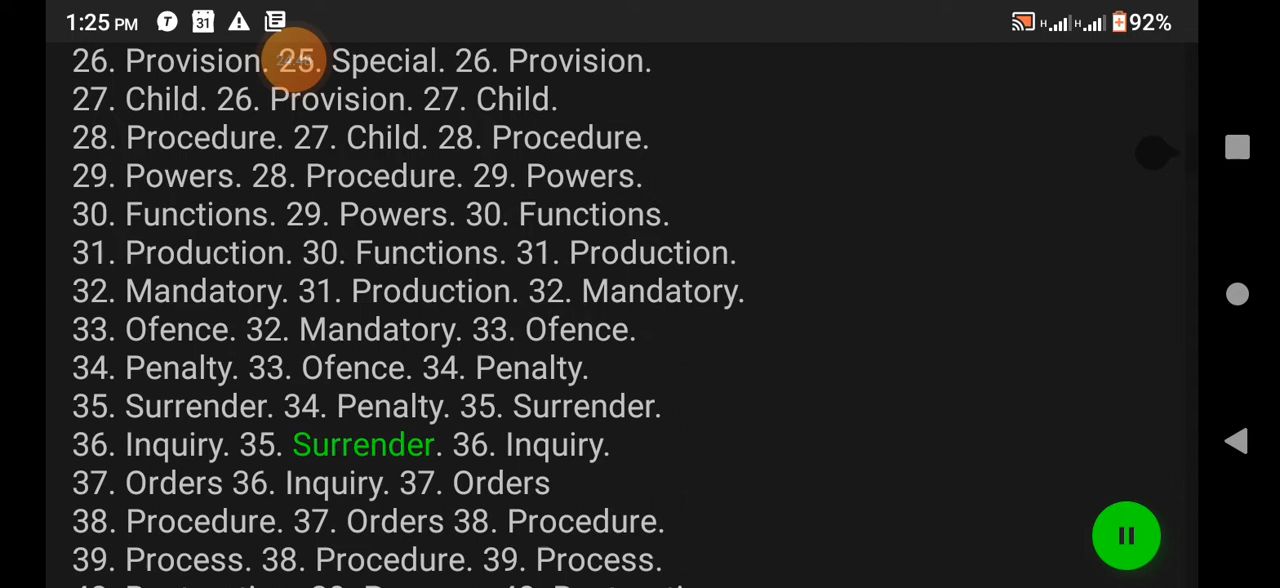 1:25 PM 31 H H 92%
26. Provision. 25. Special. 26. Provision.
27. Child. 26. Provision. 27. Child.
28. Procedure. 27. Child. 28. Procedure.
29. Powers. 28. Procedure. 29. Powers.
30. Functions. 29. Powers. 30. Functions.
31. Production. 30. Functions. 31. Production.
32. Mandatory. 31. Production. 32. Mandatory.
33. Ofence. 32. Mandatory. 33. Ofence.
34. Penalty. 33. Ofence. 34. Penalty.
35. Surrender. 34. Penalty. 35. Surrender.
36. Inquiry. 35. Surrender. 36. Inquiry.
37. Orders 36. Inquiry. 37. Orders
38. Procedure. 37. Orders 38. Procedure.
39. Process. 38. Procedure. 39. Process.